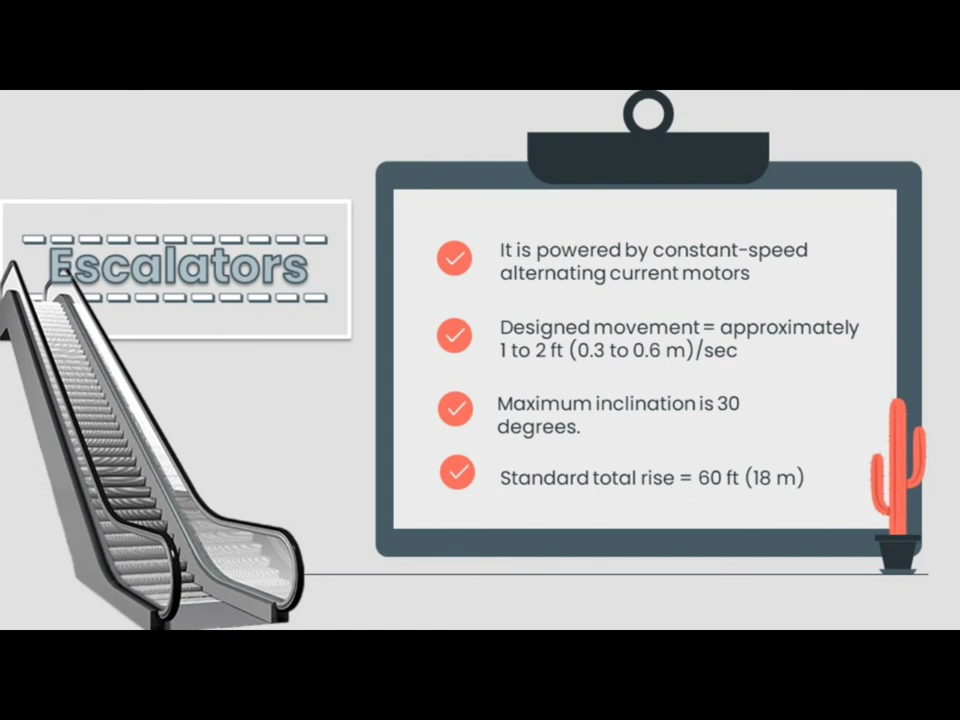 Escalators
It is powered by constant-speed
alternating current motors
Designed movement = approximately
1 to 2 ft (0.3 to 0.6 m)/sec
Maximum inclination is 30
degrees.
Standard total rise = 60 ft (18 m)